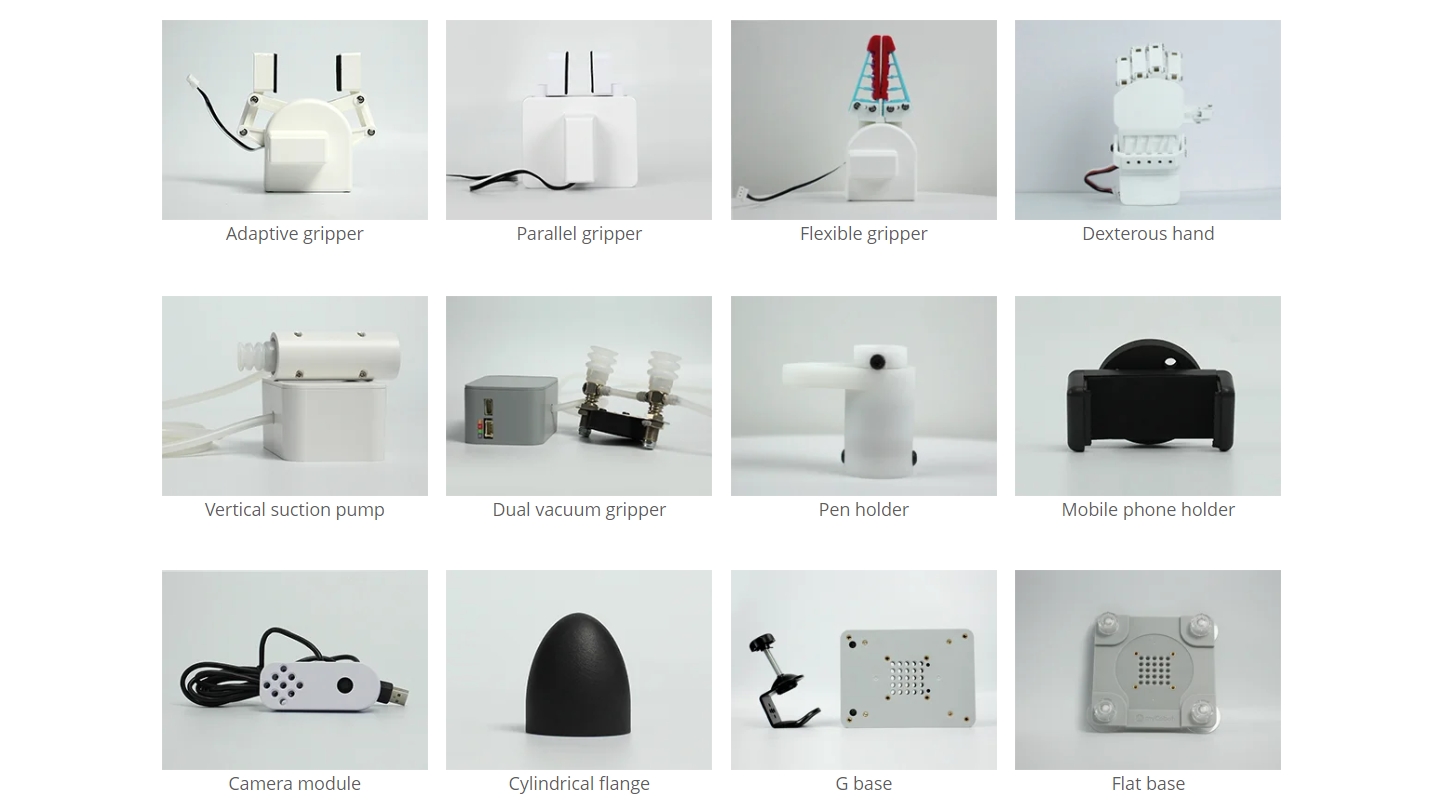 Adaptive gripper
Parallel gripper
Flexible gripper
Dexterous hand
Vertical suction pump
Dual vacuum gripper
Pen holder
Mobile phone holder
Camera module
Cylindrical flange
G base
Flat base